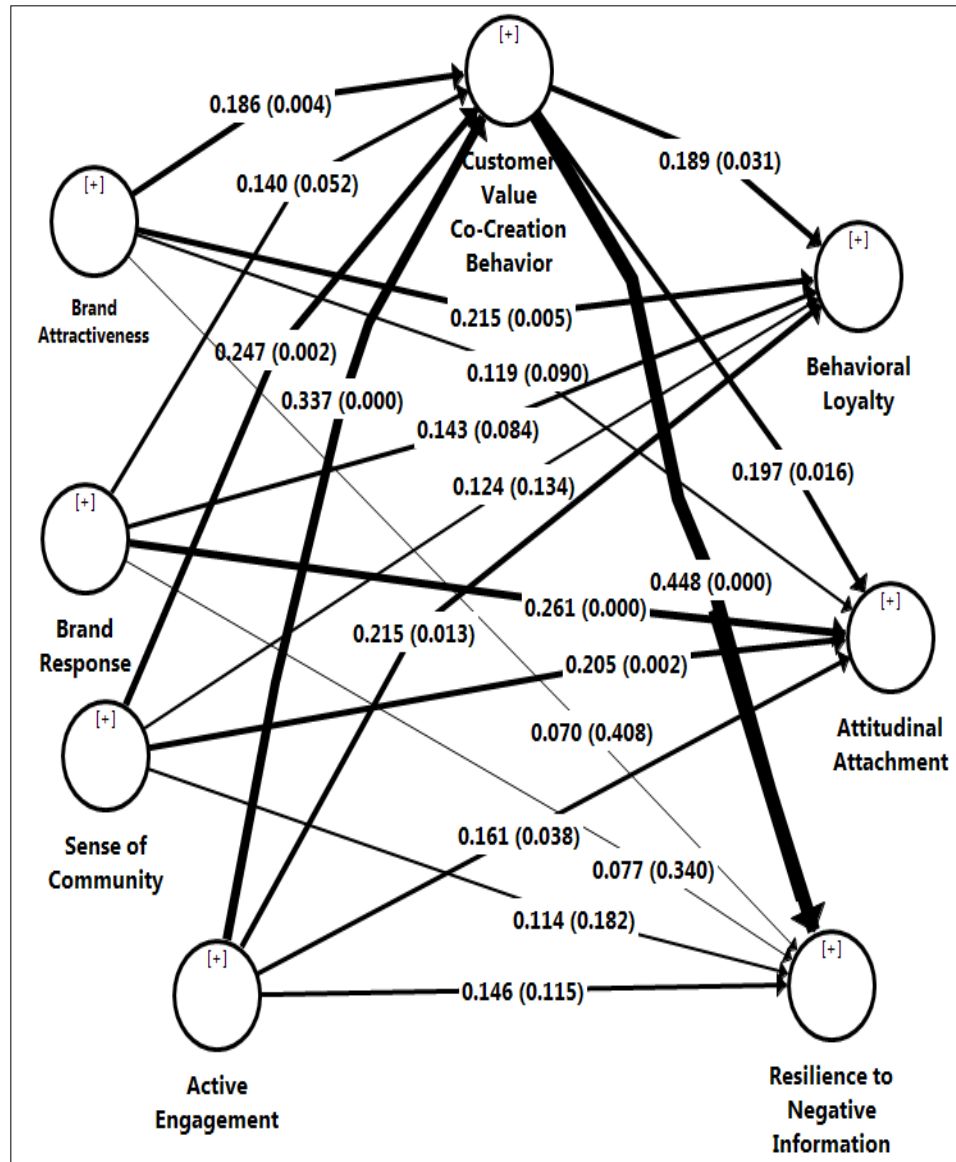 [+]
0.186 (0.004)
Customer
Value
Co-Creation
Behavior
0.189 (0.031)
0.140 (0.052)
[+]
Brand
Attractiveness
[+]
Behavioral
Loyalty
0.215 (0.005)
0.247 (0.002)
0.119 (0.090)
0.337 (0.000)
0.143 (0.084)
0.197 (0.016)
0.124 (0.134)
[+]
Brand
Response
0.448 (0.000)
0.261 (0.000)
[+]
Attitudinal
Attachment
0.215 (0.013)
0.205 (0.002)
[+]
Sense of
Community
0.070 (0.408)
0.161 (0.038)
0.077 (0.340)
0.114 (0.182)
[+]
Active
Engagement
0.146 (0.115)
[+]
Resilience to
Negative
Information